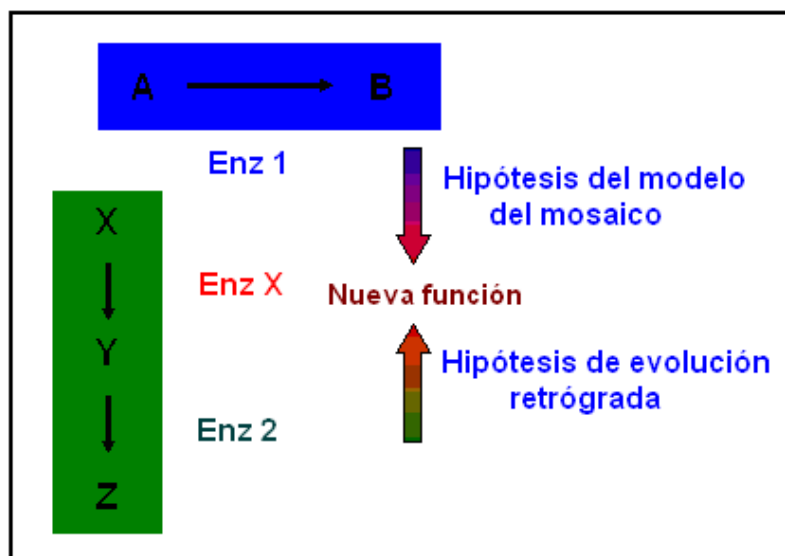 A B
Enz 1
Hipótesis del modelo
del mosaico
X
Enz X
Nueva función
Y
Hipótesis de evolución
retrógrada
Enz 2
Z